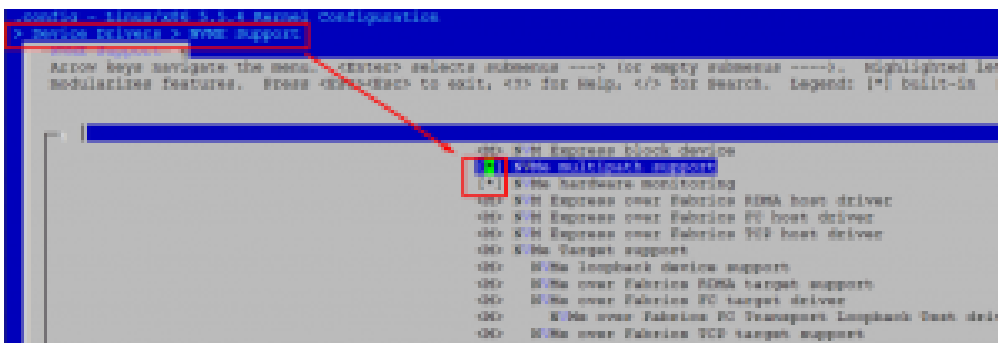 .config - Linux/x86 5.5.4 Kernel Configuration
> Device Drivers > NVME Support
NVME Support
Arrow keys navigate the menu. <Enter> selects submenus ---> (or empty submenus ----). Highlighted le
modularizes features. Press <Esc><Esc> to exit, <?> for Help, </> for Search. Legend: [*] built-in [
<M> NVM Express block device
[*] NVMe multipath support
[*] NVMe hardware monitoring
<M> NVM Express over Fabrics RDMA host driver
<M> NVM Express over Fabrics FC host driver
<M> NVM Express over Fabrics TCP host driver
<M> NVMe Target support
<M> NVMe loopback device support
<M> NVMe over Fabrics RDMA target support
<M> NVMe over Fabrics FC target driver
<M> NVMe over Fabrics FC Transport Loopback Test driv
<M> NVMe over Fabrics TCP target support